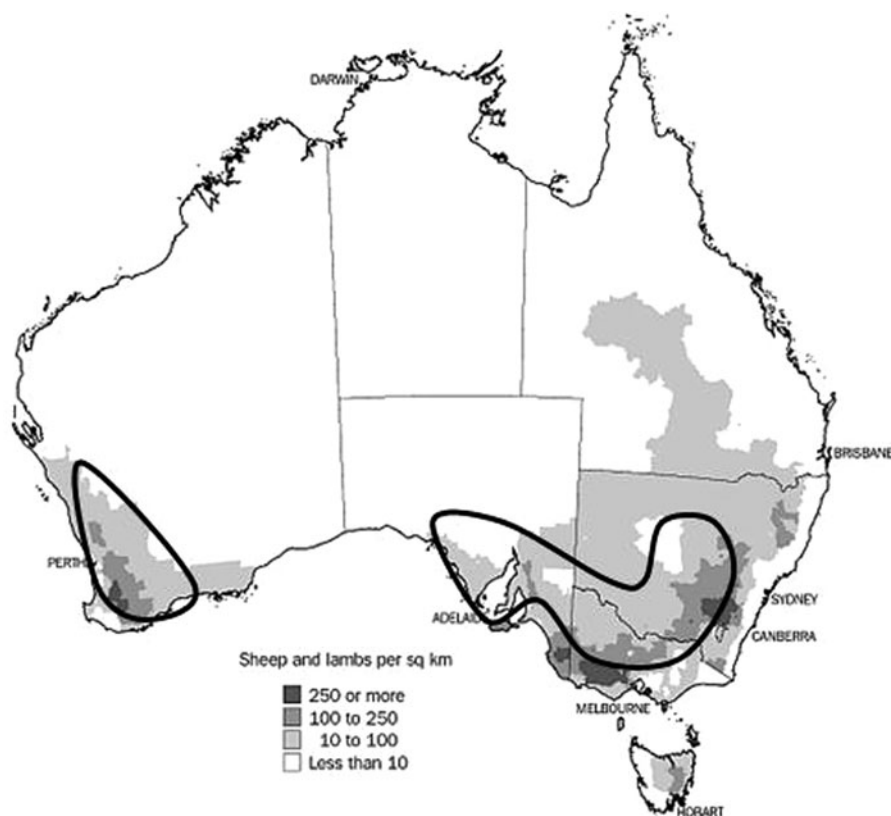 DARWIN
BRISBANE
PERTH
SYDNEY
ADELAID
CANBERRA
Sheep and lambs per sq km
250 or more
100 to 250
10 to 100
Less than 10
MELBOURNE
HOBART